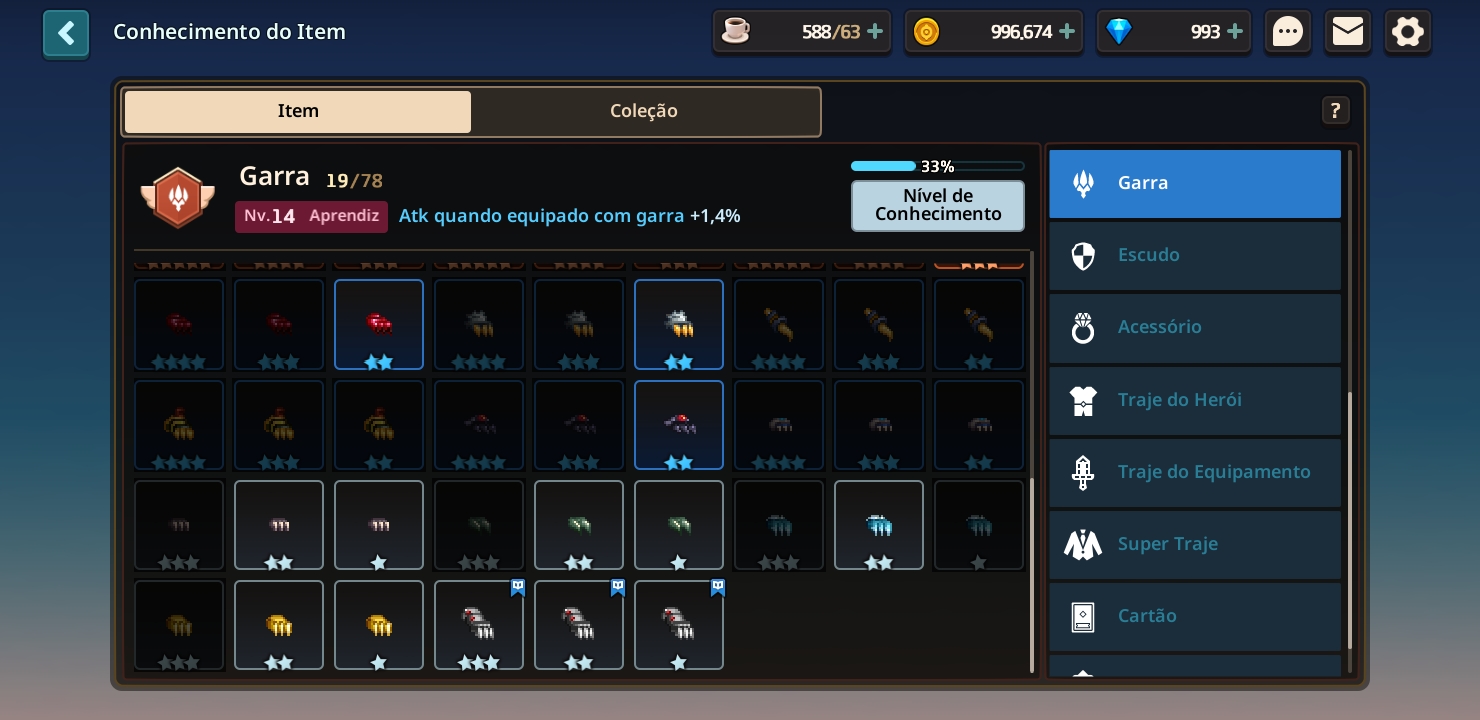 Conhecimento do Item
588/63
996,674
993
Item
Coleção
?
Garra 19/78
33%
Nv.14 Aprendiz
Atk quando equipado com garra +1,4%
Nível de
Conhecimento
Garra
Escudo
Acessório
Traje do Herói
Traje do Equipamento
Super Traje
Cartão